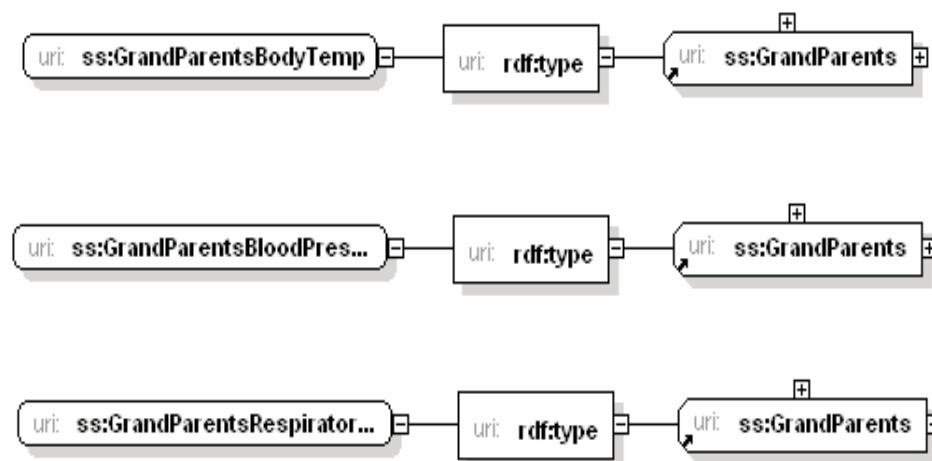 uri: ss:GrandParentsBodyTemp uri: rdf:type uri: ss:GrandParents
uri: ss:GrandParentsBloodPres... uri: rdf:type uri: ss:GrandParents
uri: ss:GrandParentsRespirator... uri: rdf:type uri: ss:GrandParents